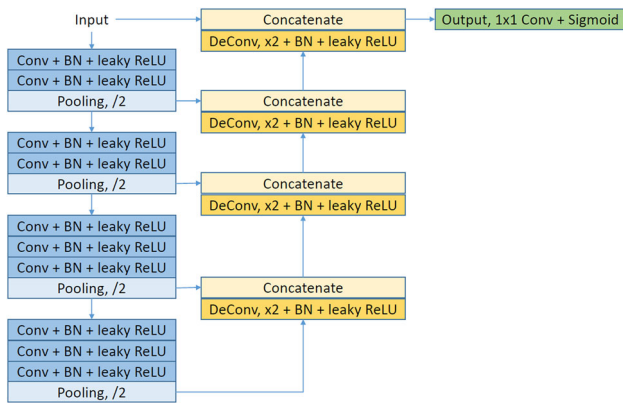 Input
Conv + BN + leaky ReLU
Conv + BN + leaky ReLU
Pooling, /2
Conv + BN + leaky ReLU
Conv + BN + leaky ReLU
Pooling, /2
Conv + BN + leaky ReLU
Conv + BN + leaky ReLU
Conv + BN + leaky ReLU
Pooling, /2
Conv + BN + leaky ReLU
Conv + BN + leaky ReLU
Conv + BN + leaky ReLU
Pooling, /2
Concatenate
DeConv, x2 + BN + leaky ReLU
Concatenate
DeConv, x2 + BN + leaky ReLU
Concatenate
DeConv, x2 + BN + leaky ReLU
Concatenate
DeConv, x2 + BN + leaky ReLU
Output, 1x1 Conv + Sigmoid